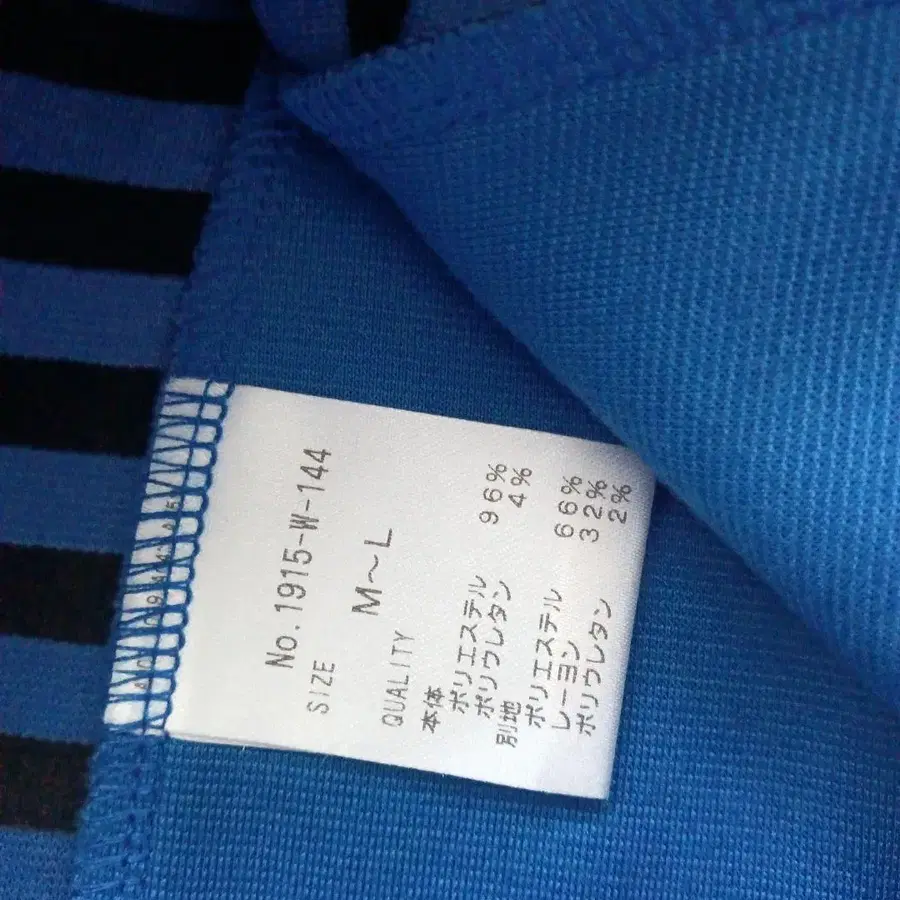 No.1915-W-144
SIZE M～L
QUALITY
本体
ポリエステル 96%
ポリウレタン 4%
別地
ポリエステル 66%
レーヨン 32%
ポリウレタン 2%